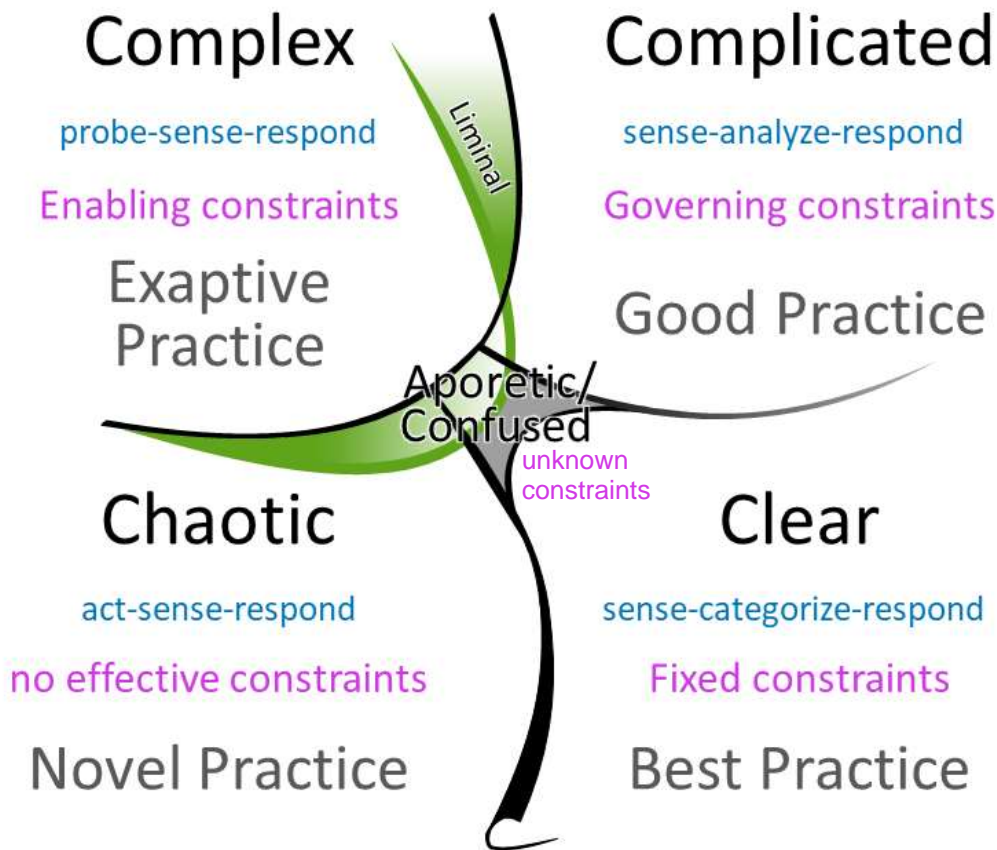 Complex
probe-sense-respond
Enabling constraints
Exaptive
Practice
Liminal
Complicated
sense-analyze-respond
Governing constraints
Good Practice
Aporetic/
Confused
unknown
constraints
Chaotic
act-sense-respond
no effective constraints
Novel Practice
Clear
sense-categorize-respond
Fixed constraints
Best Practice